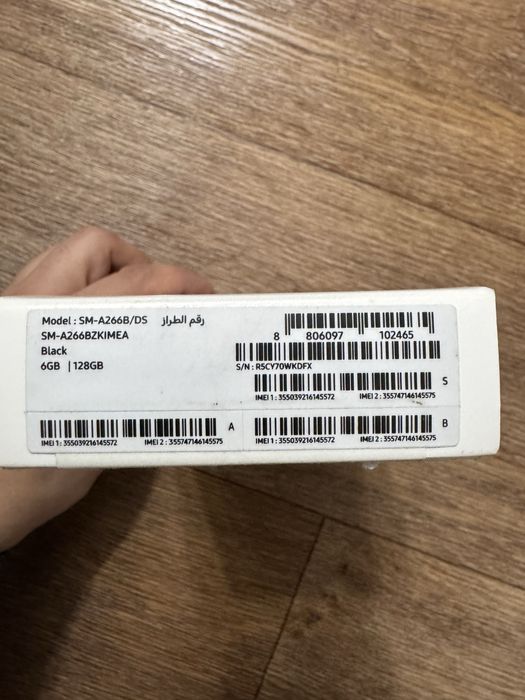 Model : SM-A266B/DS رقم الطراز
SM-A266BZKIMEA
Black
6GB | 128GB
8 806097 102465
S/N : R5CY70WKDFX
S
IMEI 1 : 355039216145572 IMEI 2 : 355747146145575
A
IMEI 1 : 355039216145572 IMEI 2 : 355747146145575
B
IMEI 1 : 355039216145572 IMEI 2 : 355747146145575